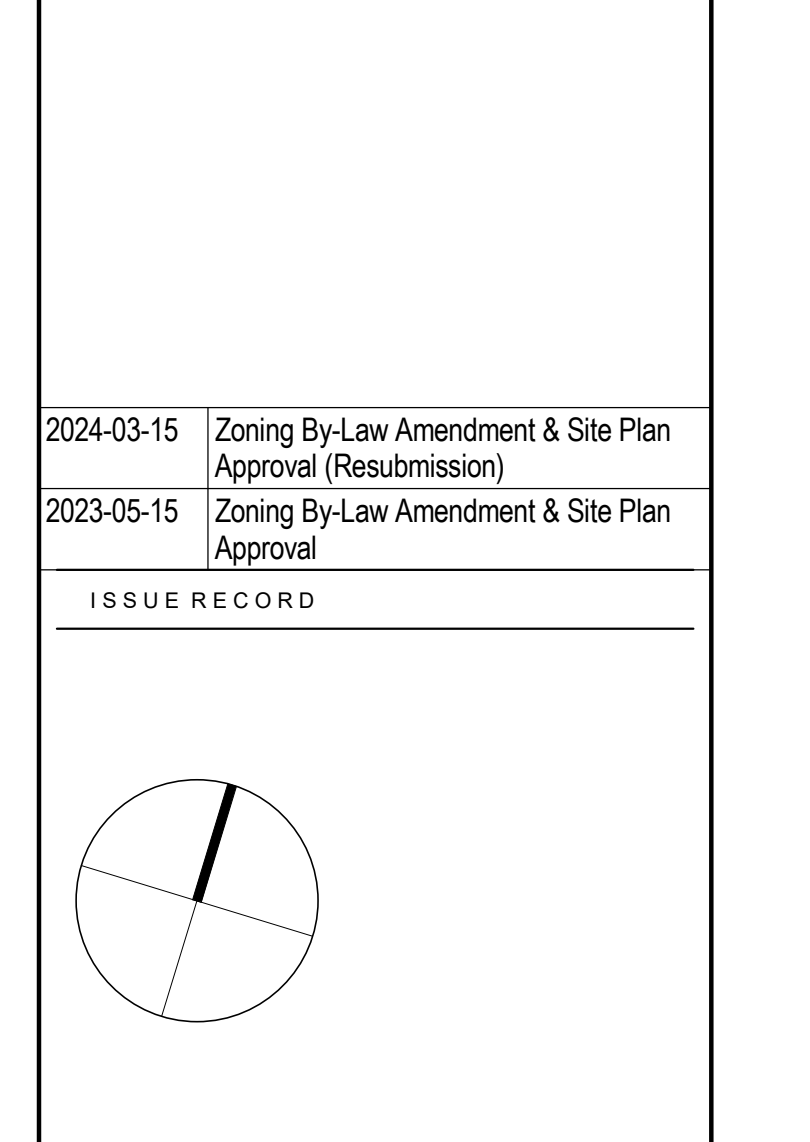 2024-03-15 Zoning By-Law Amendment & Site Plan
Approval (Resubmission)
2023-05-15 Zoning By-Law Amendment & Site Plan
Approval
ISSUE RECORD